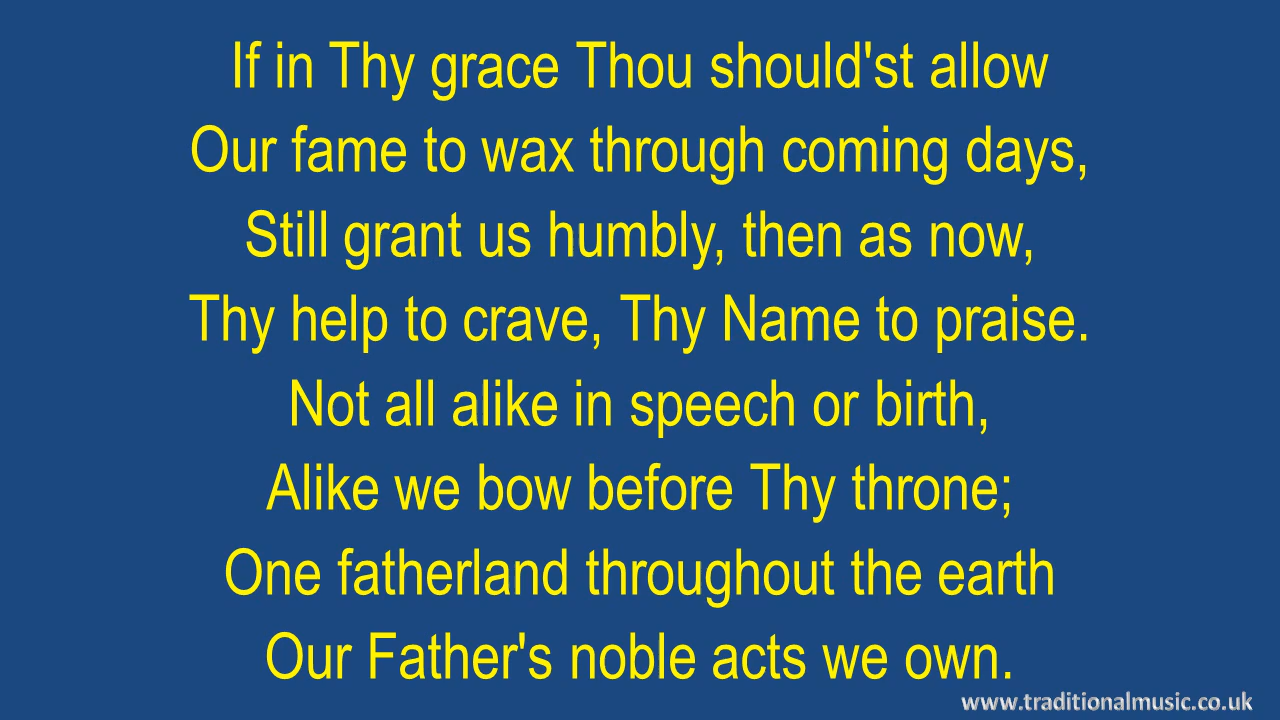 If in Thy grace Thou should'st allow
Our fame to wax through coming days,
Still grant us humbly, then as now,
Thy help to crave, Thy Name to praise.
Not all alike in speech or birth,
Alike we bow before Thy throne;
One fatherland throughout the earth
Our Father's noble acts we own.
www.traditionalmusic.co.uk